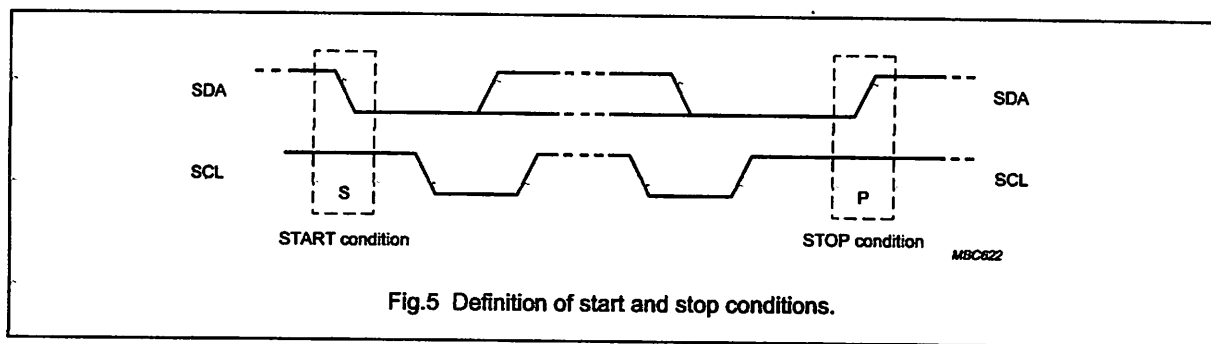 SDA
SDA
SCL
SCL
S
P
START condition
STOP condition
MBC622
Fig.5 Definition of start and stop conditions.